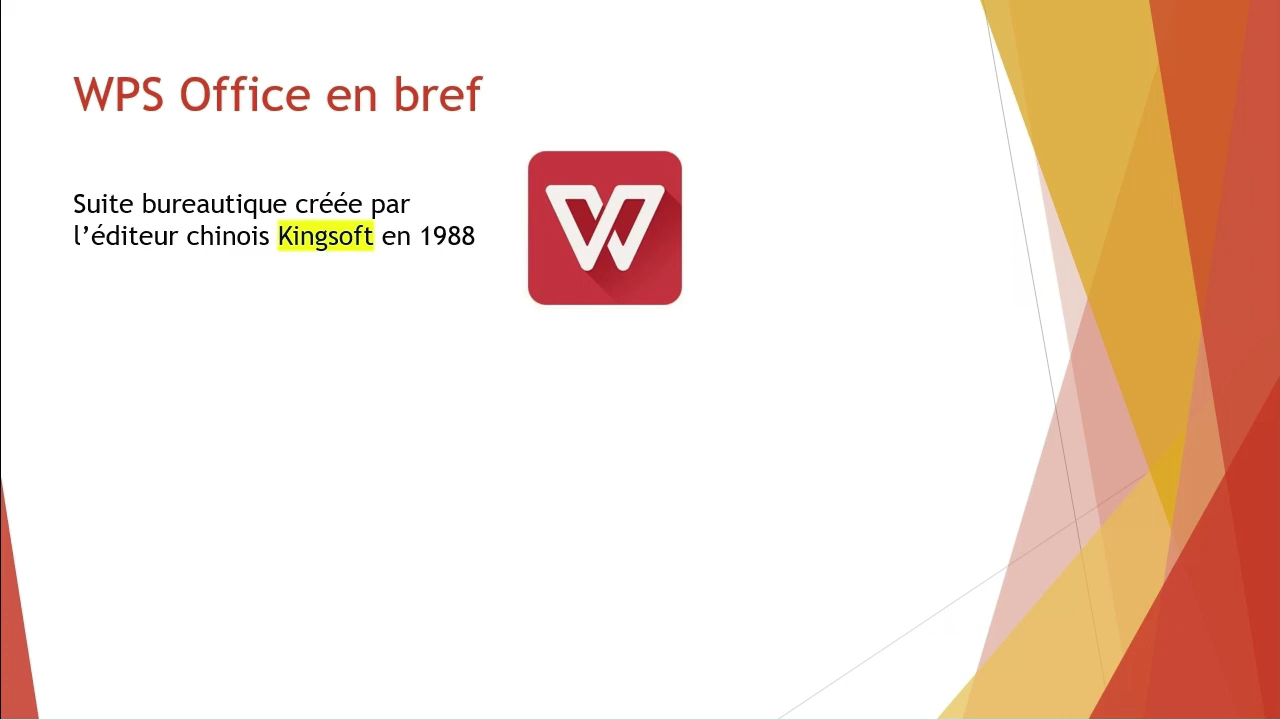 WPS Office en bref
Suite bureautique créée par
l’éditeur chinois Kingsoft en 1988